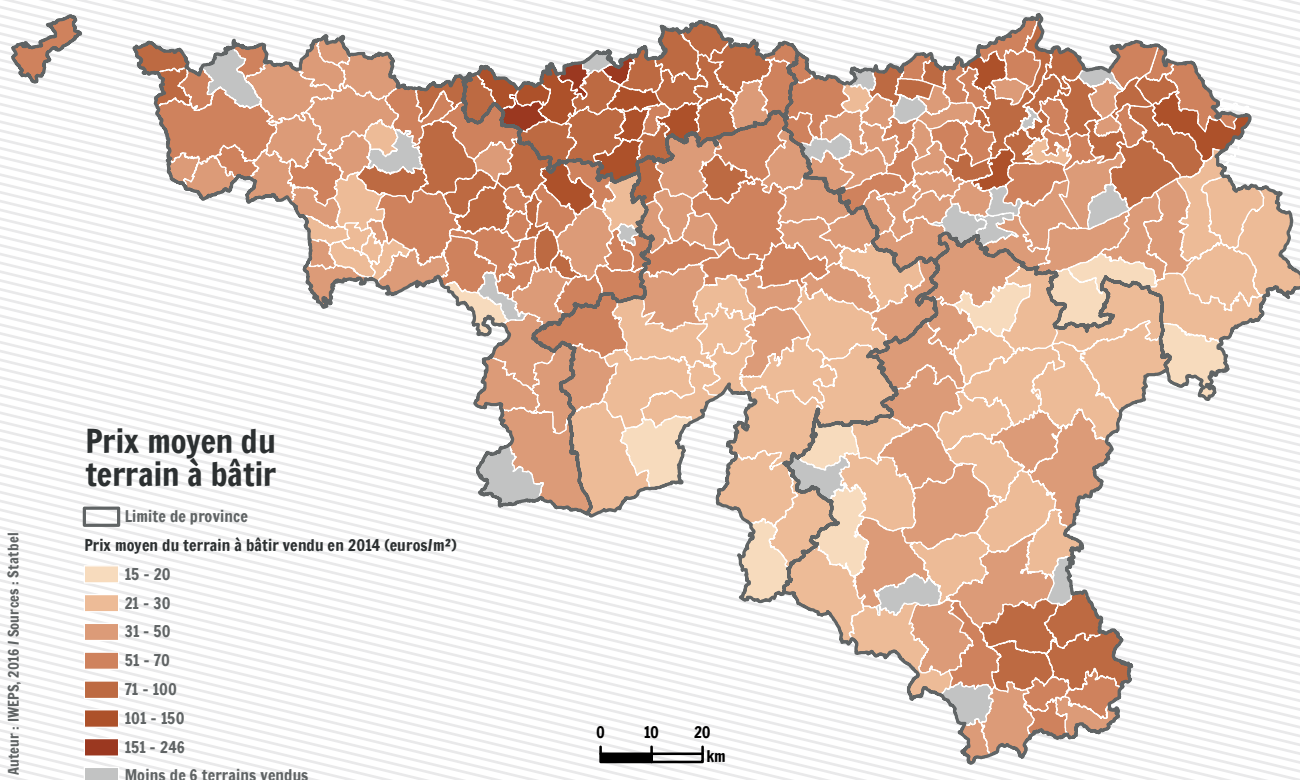 Prix moyen du
terrain à bâtir
Limite de province
Prix moyen du terrain à bâtir vendu en 2014 (euros/m²)
15 - 20
21 - 30
31 - 50
51 - 70
71 - 100
101 - 150
151 - 246
Moins de 6 terrains vendus
Auteur : IWEPS, 2016 / Sources : Statbel
0 10 20
km